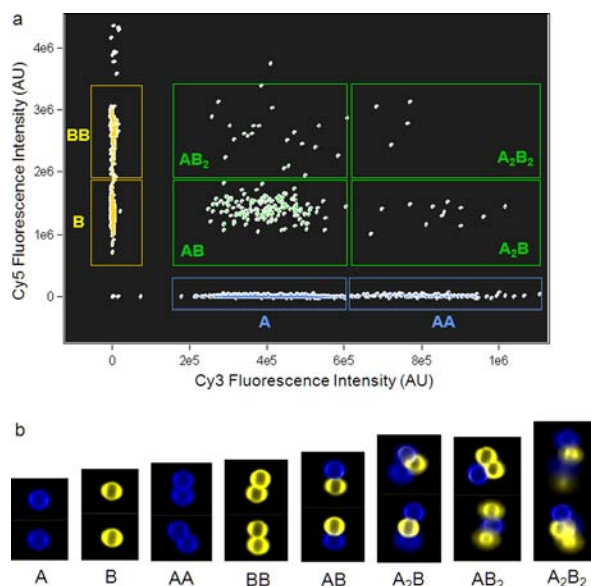 a
Cy5 Fluorescence Intensity (AU)
4e6
3e6
2e6
1e6
0
BB
B
AB₂
A₂B₂
AB
A₂B
A
AA
0
2e5
4e5
6e5
8e5
1e6
Cy3 Fluorescence Intensity (AU)
b
A
B
AA
BB
AB
A₂B
AB₂
A₂B₂